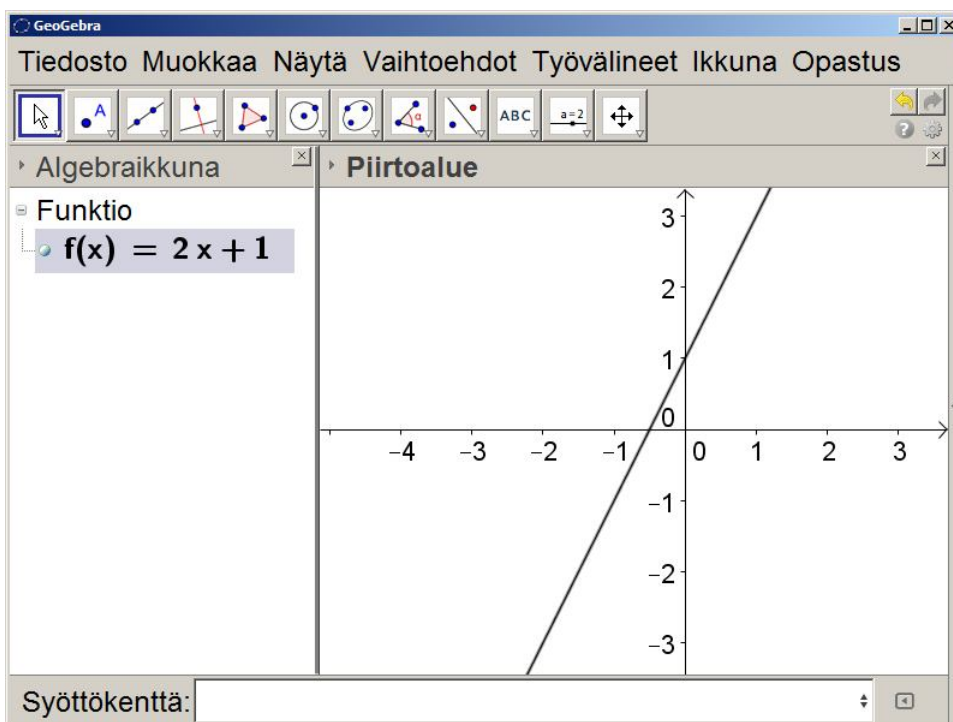 GeoGebra
Tiedosto Muokkaa Näytä Vaihtoehdot Työvälineet Ikkuna Opastus
A α ABC a=2 ?
Algebraikkuna
Piirtoalue
Funktio
f(x) = 2 x + 1
3
2
1
0
−4 −3 −2 −1 0 1 2 3
−1
−2
−3
Syöttökenttä: